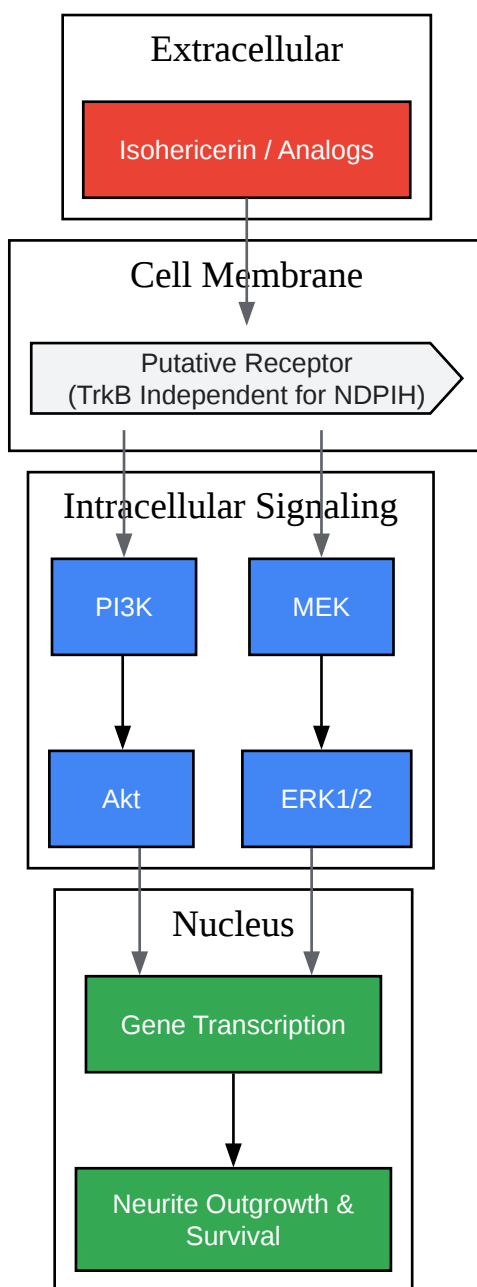 Extracellular
Isohericerin / Analogs
Cell Membrane
Putative Receptor
(TrkB Independent for NDPIH)
Intracellular Signaling
PI3K
MEK
Akt
ERK1/2
Nucleus
Gene Transcription
Neurite Outgrowth &
Survival